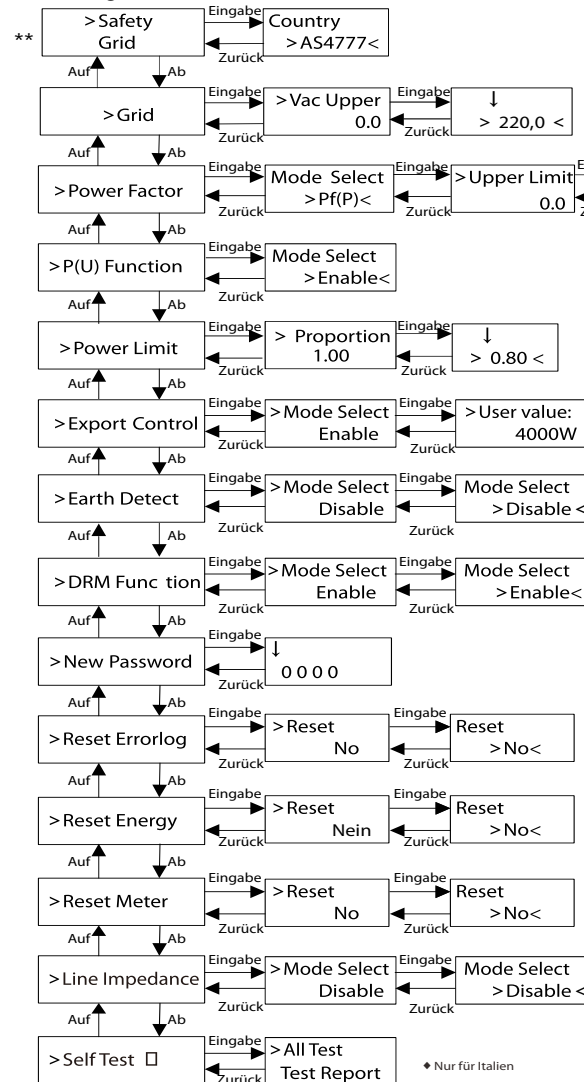 Eingabe
** >Safety Country
Grid >AS4777<
Zurück
Auf Ab
Eingabe Eingabe
>Grid >Vac Upper ↓
0.0 > 220,0 <
Zurück Zurück
Auf Ab
Eingabe Eingabe E
>Power Factor Mode Select >Upper Limit
>Pf(P)< 0.0
Zurück Zurück Z
Auf Ab
Eingabe
>P(U) Function Mode Select
>Enable<
Zurück
Auf Ab
Eingabe Eingabe
>Power Limit > Proportion ↓
1.00 > 0.80 <
Zurück Zurück
Auf Ab
Eingabe Eingabe
>Export Control >Mode Select >User value:
Enable 4000W
Zurück Zurück
Auf Ab
Eingabe Eingabe
>Earth Detect >Mode Select Mode Select
Disable >Disable <
Zurück Zurück
Auf Ab
Eingabe Eingabe
>DRM Func tion >Mode Select Mode Select
Enable >Enable<
Zurück Zurück
Auf Ab
Eingabe
>New Password ↓
0 0 0 0
Zurück
Auf Ab
Eingabe Eingabe
>Reset Errorlog >Reset Reset
No >No<
Zurück Zurück
Auf Ab
Eingabe Eingabe
>Reset Energy >Reset Reset
Nein >No<
Zurück Zurück
Auf Ab
Eingabe Eingabe
>Reset Meter >Reset Reset
No >No<
Zurück Zurück
Auf Ab
Eingabe Eingabe
>Line Impedance >Mode Select Mode Select
Disable >Disable <
Zurück Zurück
Auf Ab
Eingabe
>Self Test □ >All Test
Test Report ♦ Nur für Italien
Zurück